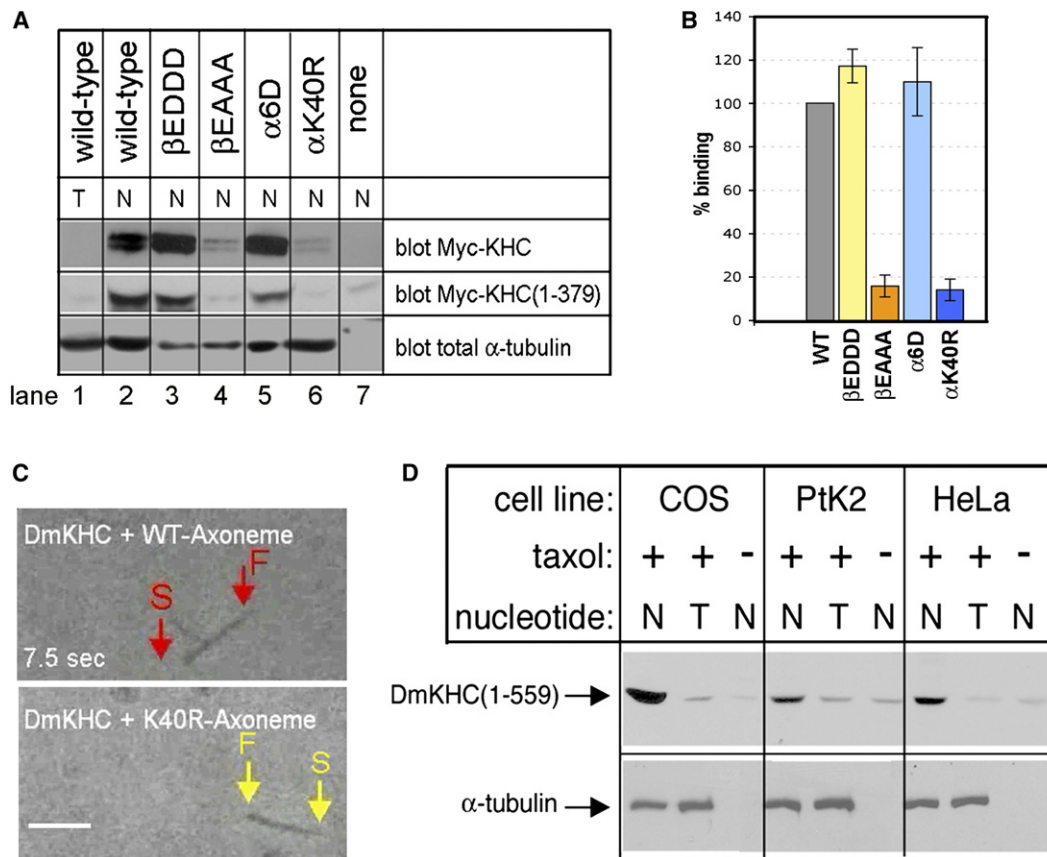 A
wild-type wild-type βEDDD βEAAA α6D αK40R none
T N N N N N N
blot Myc-KHC
blot Myc-KHC(1-379)
blot total α-tubulin
lane 1 2 3 4 5 6 7
B
% binding
140
120
100
80
60
40
20
0
WT βEDDD βEAAA α6D αK40R
C
DmKHC + WT-Axoneme
F
S
7.5 sec
DmKHC + K40R-Axoneme
F S
D
cell line: COS PtK2 HeLa
taxol: + + - + + - + + -
nucleotide: N T N N T N N T N
DmKHC(1-559)
α-tubulin